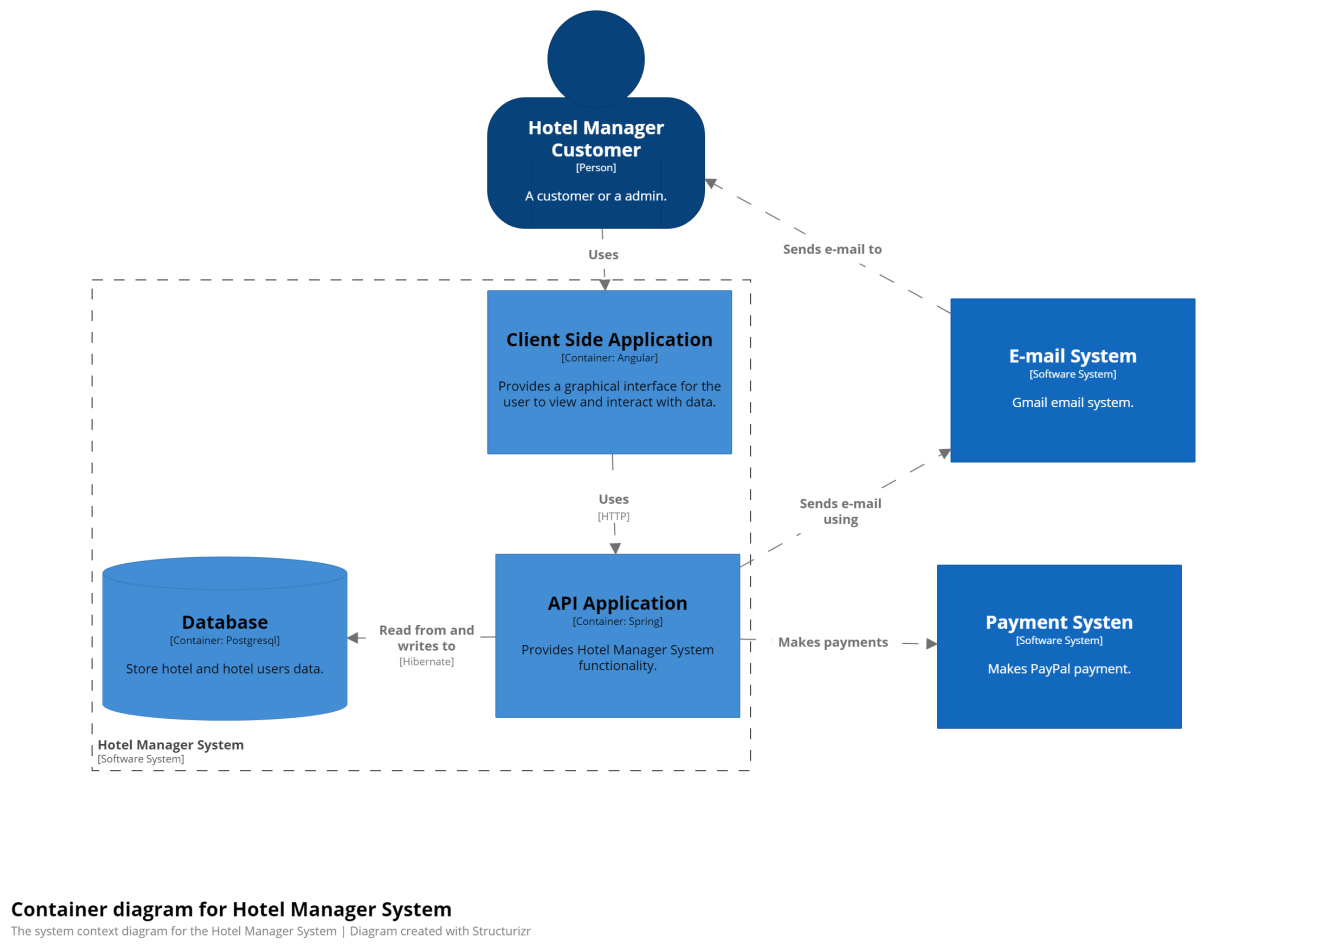 Hotel Manager
Customer
[Person]
A customer or a admin.
Uses
Sends e-mail to
Client Side Application
[Container: Angular]
Provides a graphical interface for the
user to view and interact with data.
E-mail System
[Software System]
Gmail email system.
Uses
[HTTP]
Sends e-mail
using
Database
[Container: Postgresql]
Store hotel and hotel users data.
Read from and
writes to
[Hibernate]
API Application
[Container: Spring]
Provides Hotel Manager System
functionality.
Makes payments
Payment Systen
[Software System]
Makes PayPal payment.
Hotel Manager System
[Software System]
Container diagram for Hotel Manager System
The system context diagram for the Hotel Manager System | Diagram created with Structurizr